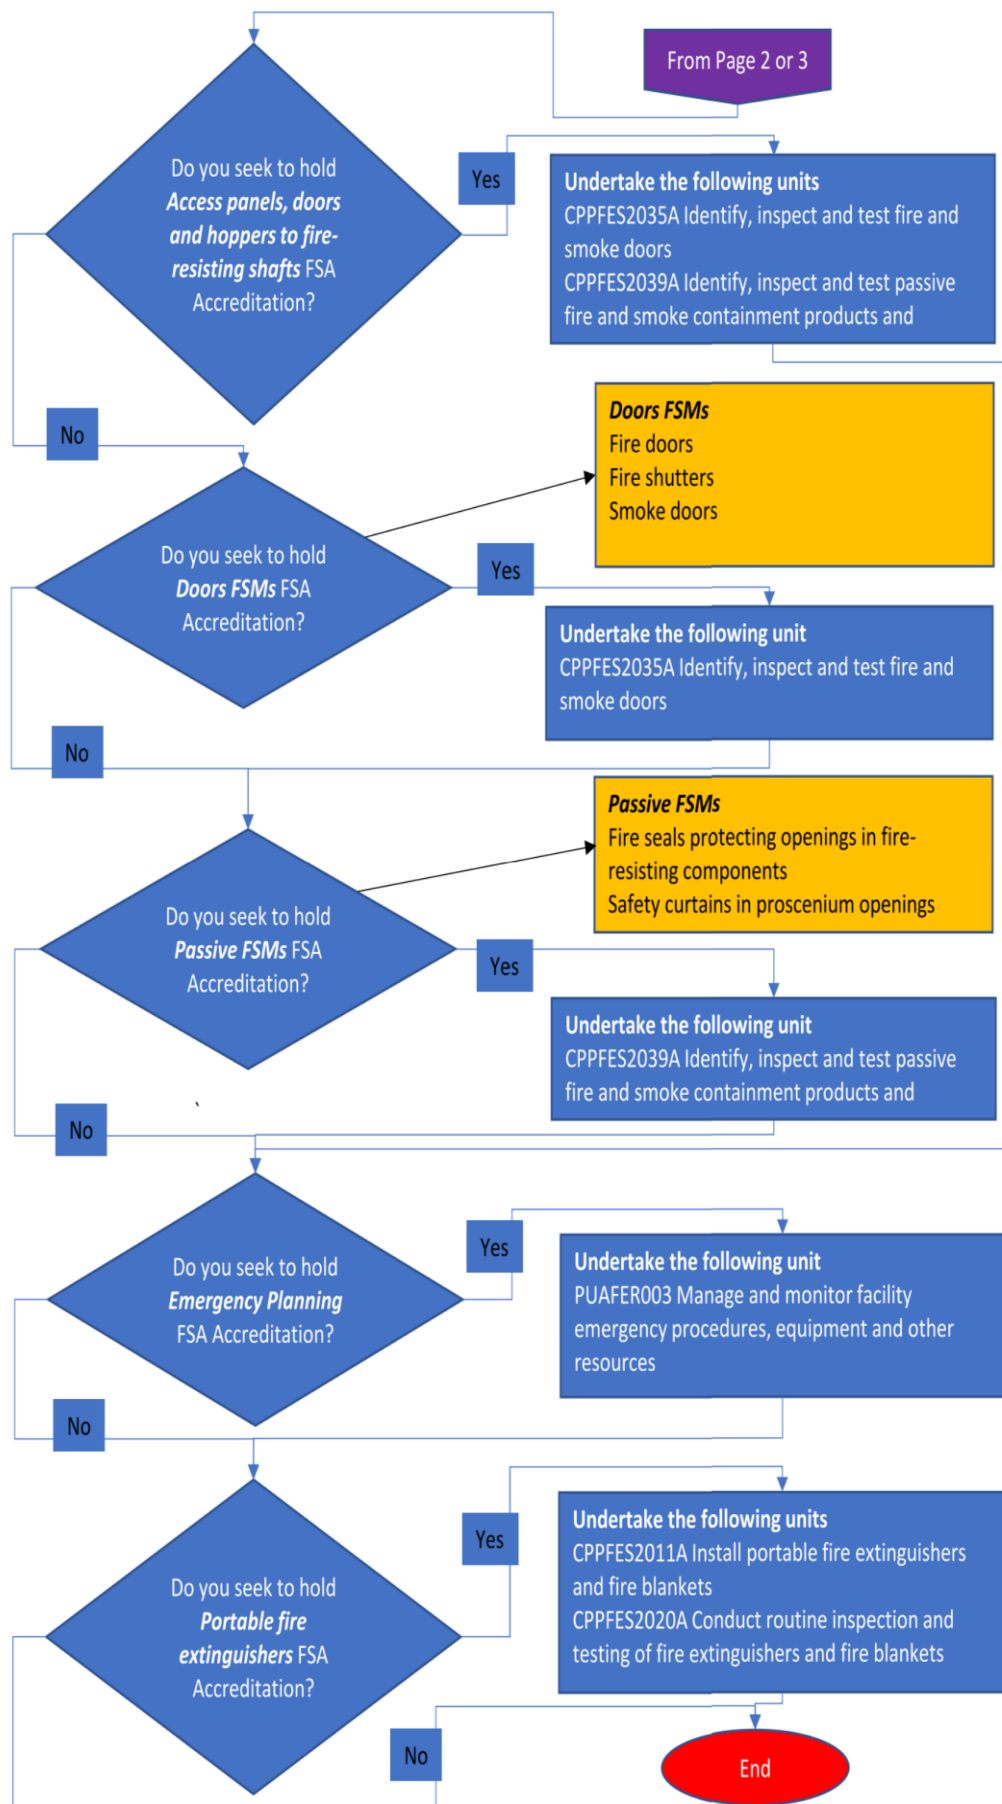 From Page 2 or 3
Do you seek to hold
Access panels, doors
and hoppers to fire-
resisting shafts FSA
Accreditation?
Yes
Undertake the following units
CPPFES2035A Identify, inspect and test fire and
smoke doors
CPPFES2039A Identify, inspect and test passive
fire and smoke containment products and
No
Doors FSMs
Fire doors
Fire shutters
Smoke doors
Do you seek to hold
Doors FSMs FSA
Accreditation?
Yes
Undertake the following unit
CPPFES2035A Identify, inspect and test fire and
smoke doors
No
Passive FSMs
Fire seals protecting openings in fire-
resisting components
Safety curtains in proscenium openings
Do you seek to hold
Passive FSMs FSA
Accreditation?
Yes
Undertake the following unit
CPPFES2039A Identify, inspect and test passive
fire and smoke containment products and
No
Do you seek to hold
Emergency Planning
FSA Accreditation?
Yes
Undertake the following unit
PUAFER003 Manage and monitor facility
emergency procedures, equipment and other
resources
No
Do you seek to hold
Portable fire
extinguishers FSA
Accreditation?
Yes
Undertake the following units
CPPFES2011A Install portable fire extinguishers
and fire blankets
CPPFES2020A Conduct routine inspection and
testing of fire extinguishers and fire blankets
No
End